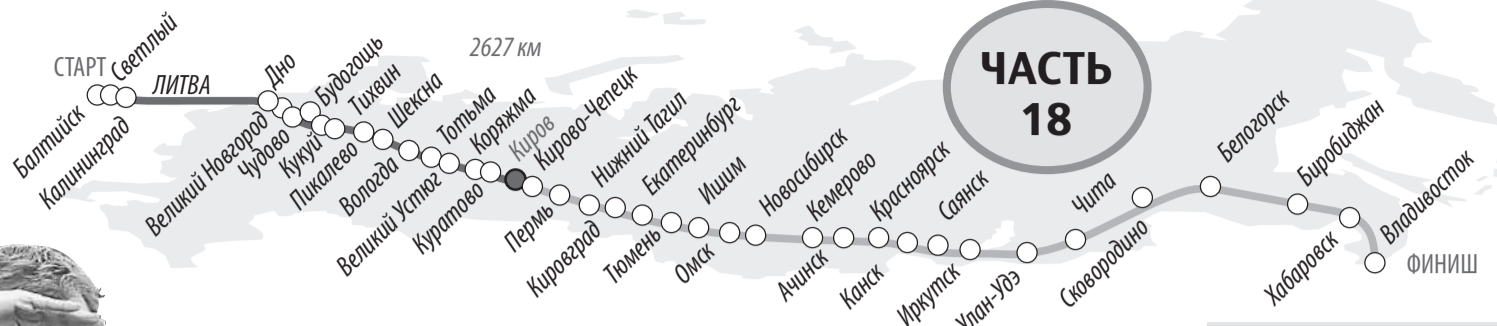 СТАРТ
Балтийск
Светлый
Калининград
ЛИТВА
Дно
Великий Новгород
Чудово
Будогощь
Кукуй
Тихвин
Пикалево
Шексна
Вологда
Тотьма
Великий Устюг
Коряжма
Куратово
Киров
2627 км
Кирово-Чепецк
Пермь
Нижний Тагил
Кировград
Екатеринбург
Тюмень
Ишим
Омск
Новосибирск
Ачинск
Кемерово
Канск
Красноярск
Иркутск
Саянск
Улан-Удэ
Чита
Сковородино
Белогорск
Биробиджан
Хабаровск
Владивосток
ФИНИШ
ЧАСТЬ
18